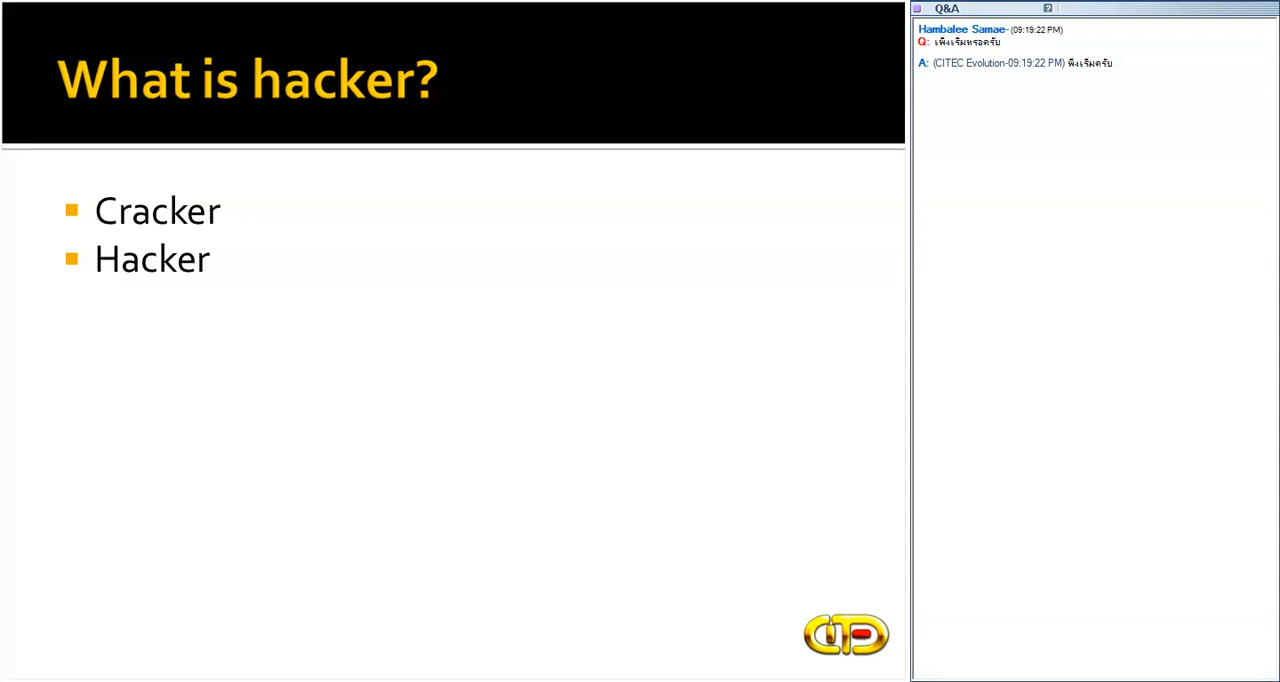 What is hacker?
Cracker
Hacker
Q&A
Hambalee Samae- (09:19:22 PM)
Q: เพิ่งเริ่มหรอครับ
A: (CITEC Evolution-09:19:22 PM) พึ่งเริ่มครับ